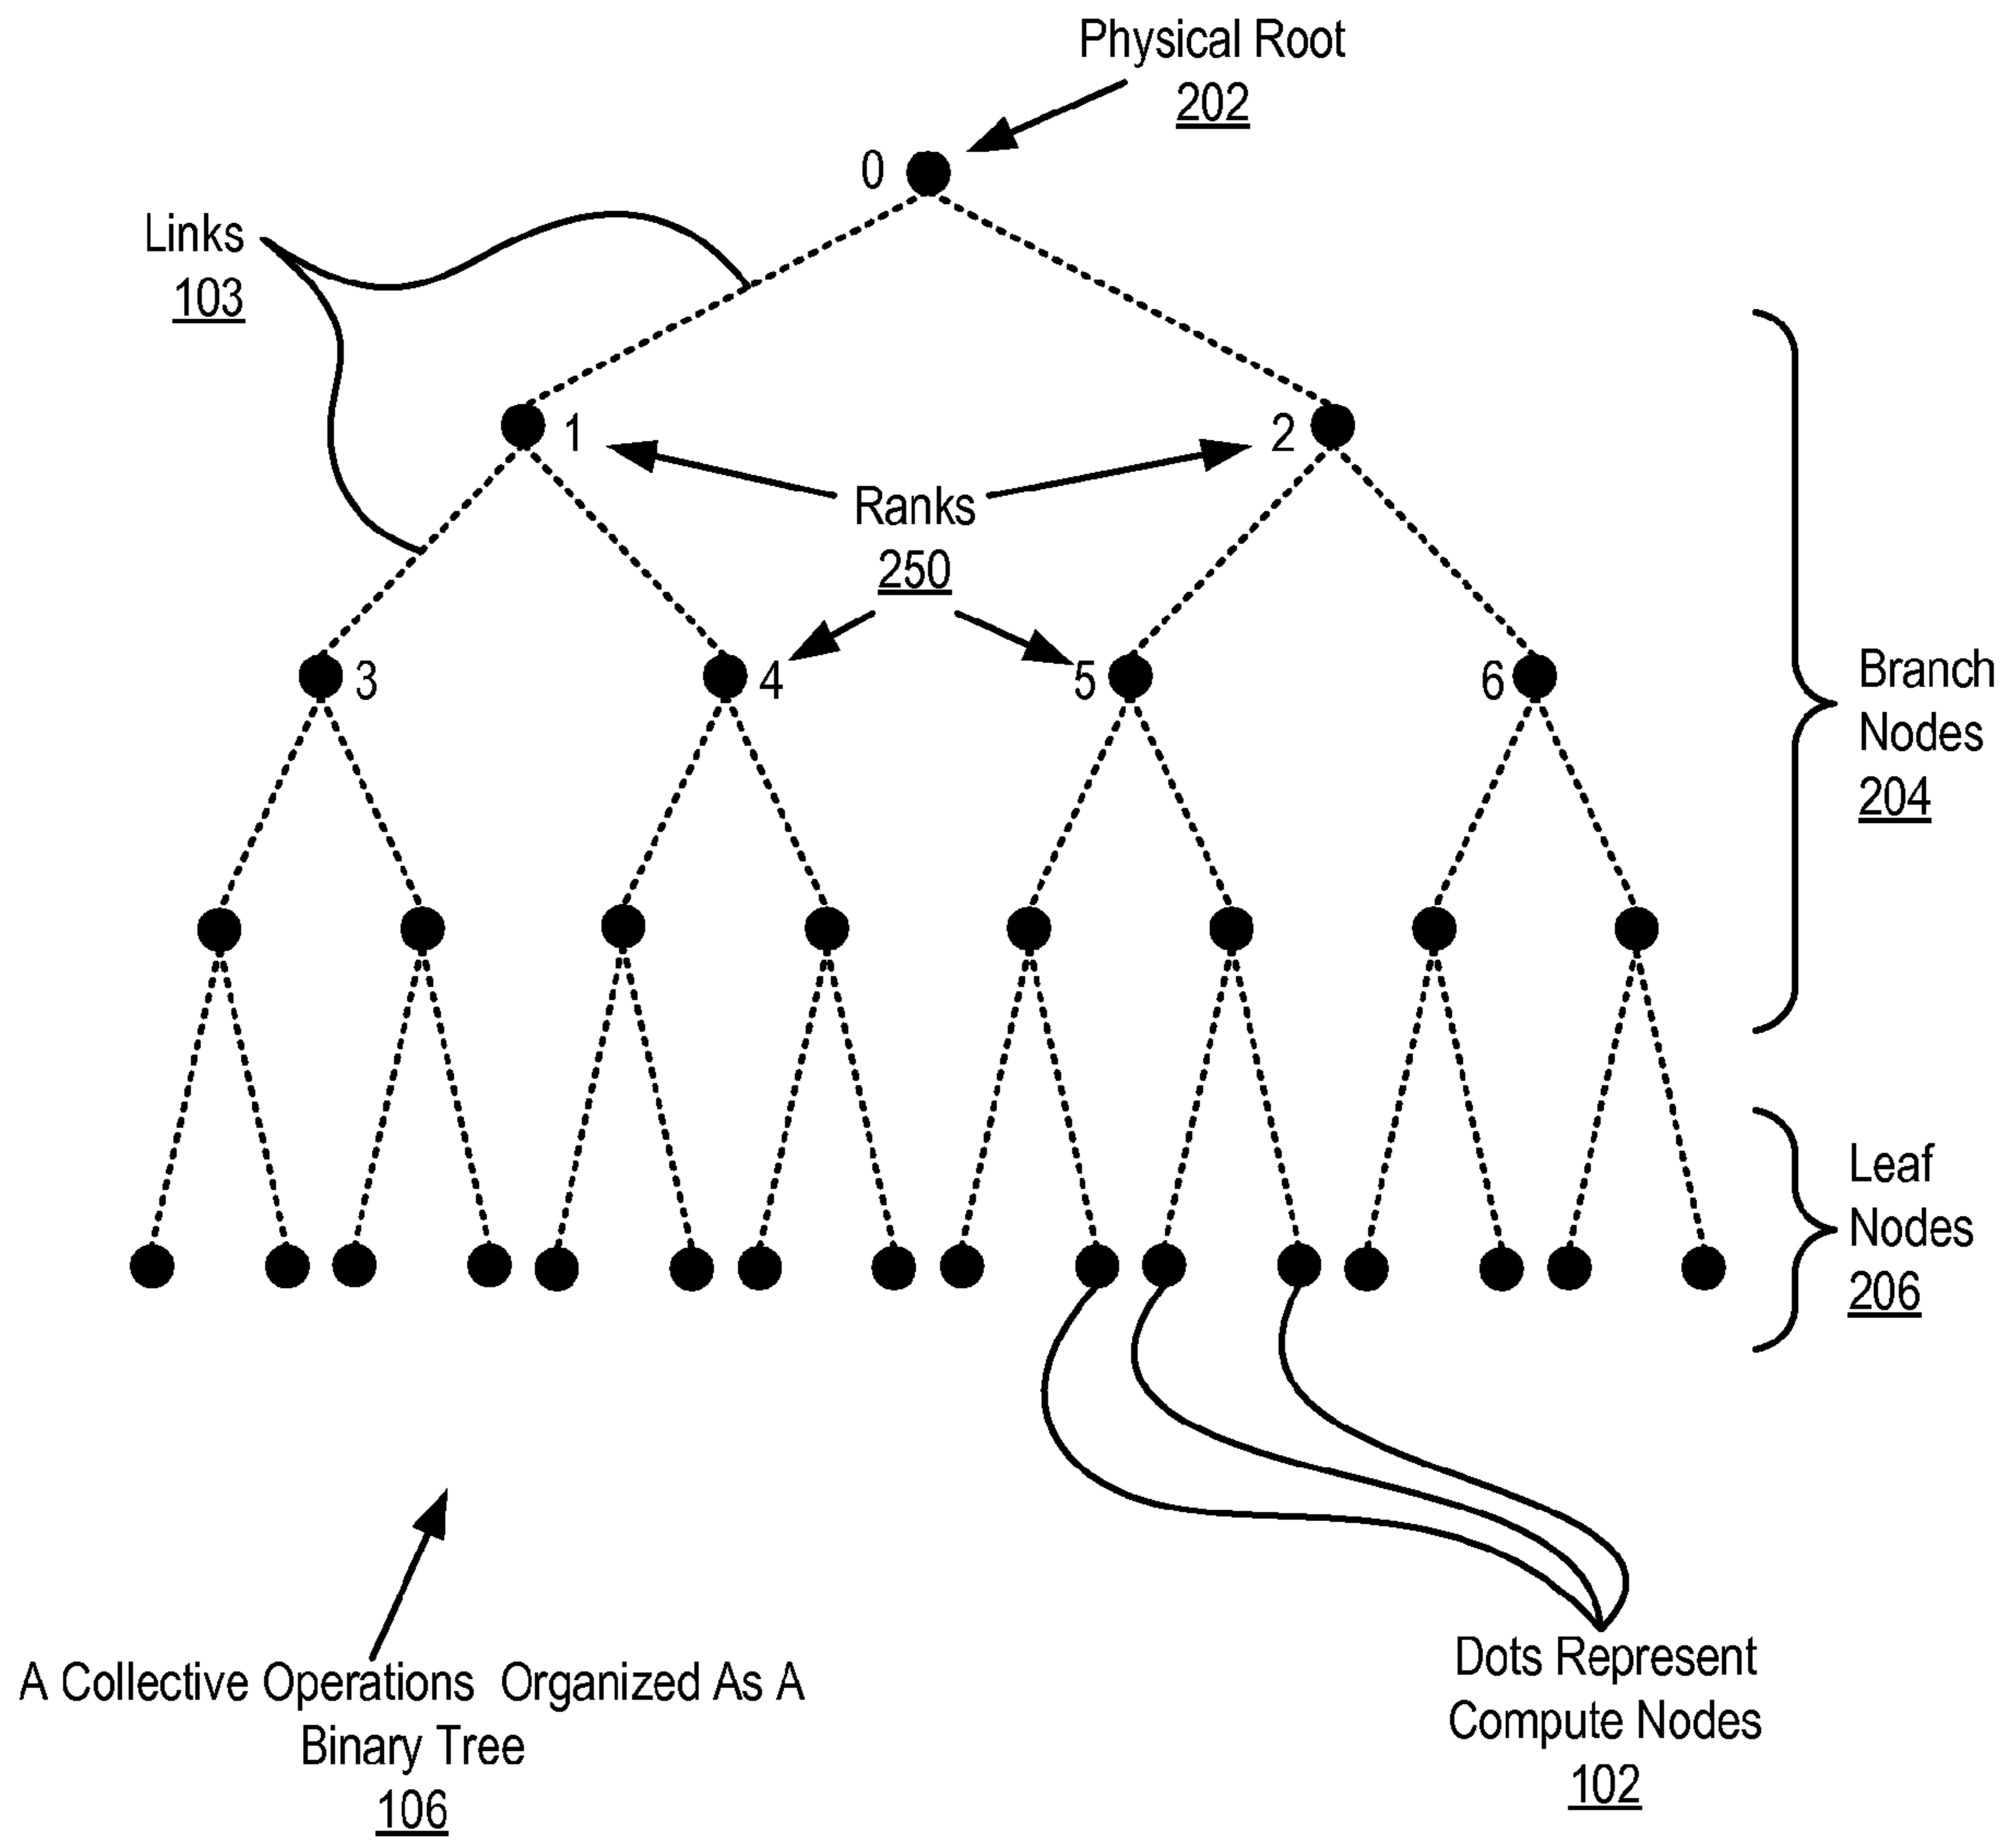 Physical Root
202
0
Links
103
1
2
Ranks
250
3
4
5
6
Branch
Nodes
204
Leaf
Nodes
206
A Collective Operations Organized As A
Binary Tree
106
Dots Represent
Compute Nodes
102